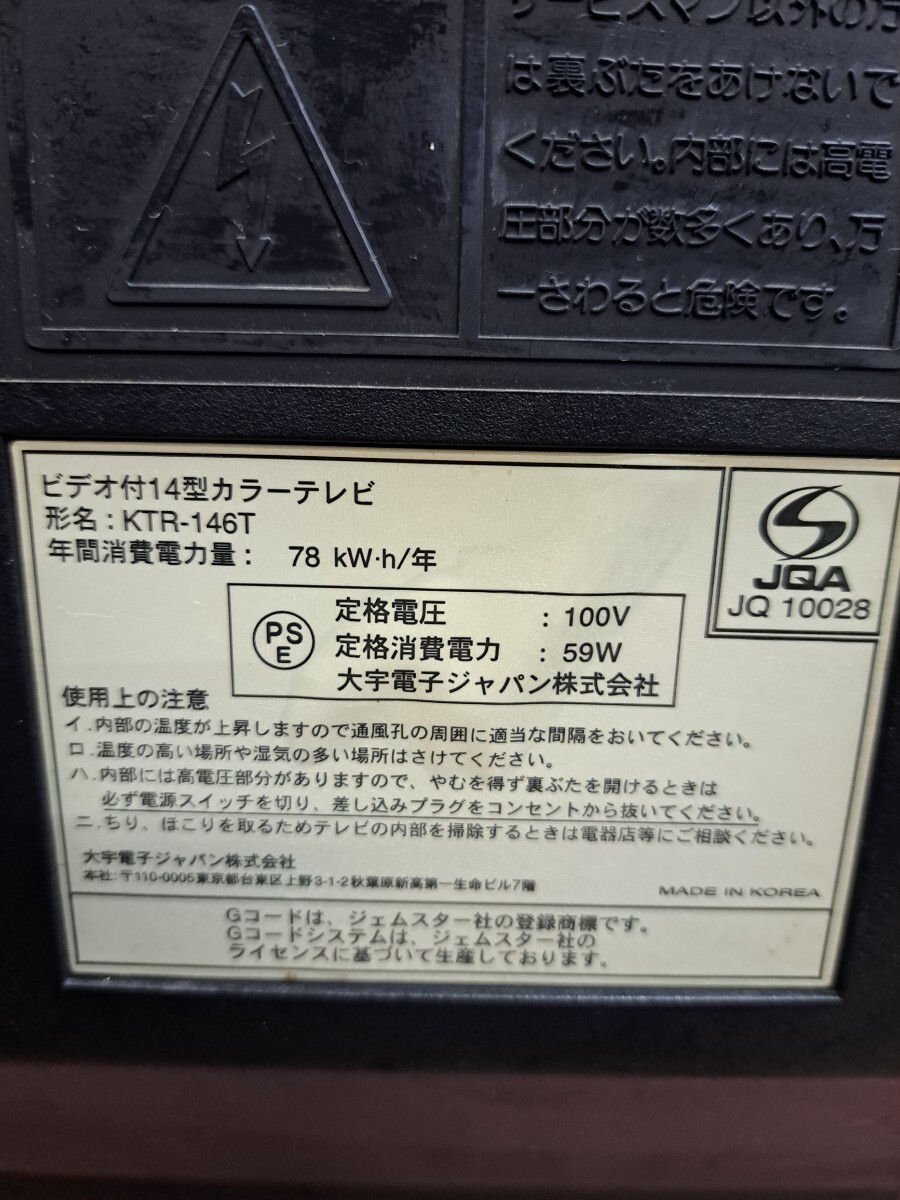 サービスマン以外の方
は裏ぶたをあけないで
ください。内部には高電
圧部分が数多くあり、万
一さわると危険です。
ビデオ付14型カラーテレビ
形名：KTR-146T
年間消費電力量： 78 kW·h/年
JQA
JQ 10028
PS
E
定格電圧 ：100V
定格消費電力 ：59W
大宇電子ジャパン株式会社
使用上の注意
イ．内部の温度が上昇しますので通風孔の周囲に適当な間隔をおいてください。
ロ．温度の高い場所や湿気の多い場所はさけてください。
ハ．内部には高電圧部分がありますので、やむを得ず裏ぶたを開けるときは
必ず電源スイッチを切り、差し込みプラグをコンセントから抜いてください。
ニ．ちり、ほこりを取るためテレビの内部を掃除するときは電器店等にご相談ください。
大宇電子ジャパン株式会社
本社：〒110-0005東京都台東区上野3-1-2秋葉原新高第一生命ビル7階
MADE IN KOREA
Gコードは、ジェムスター社の登録商標です。
Gコードシステムは、ジェムスター社の
ライセンスに基づいて生産しております。